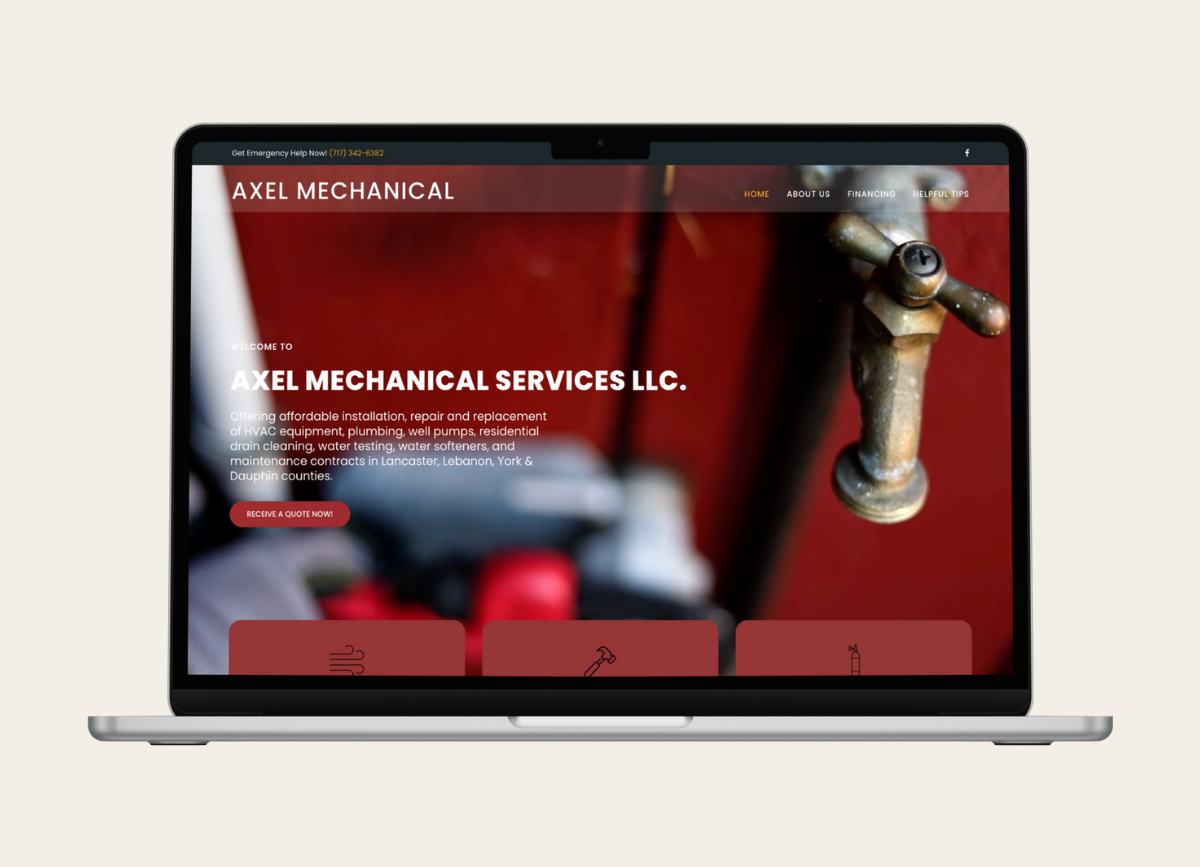 Get Emergency Help Now! (717) 342-6382
AXEL MECHANICAL
HOME ABOUT US FINANCING HELPFUL TIPS
WELCOME TO
AXEL MECHANICAL SERVICES LLC.
Offering affordable installation, repair and replacement
of HVAC equipment, plumbing, well pumps, residential
drain cleaning, water testing, water softeners, and
maintenance contracts in Lancaster, Lebanon, York &
Dauphin counties.
RECEIVE A QUOTE NOW!